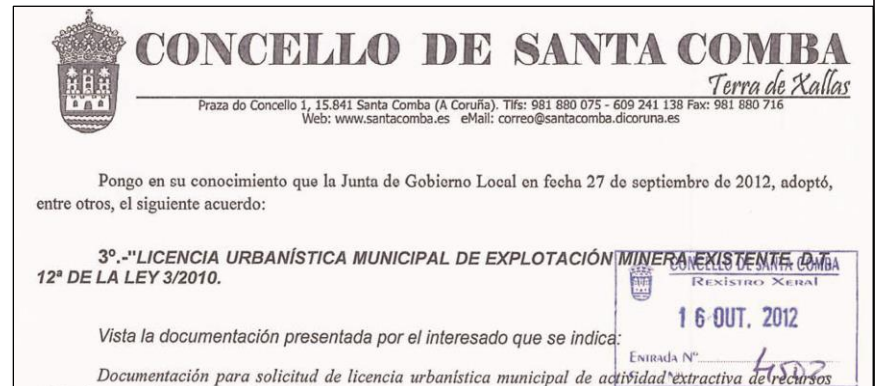 CONCELLO DE SANTA COMBA
Terra de Xallas
Praza do Concello 1, 15.841 Santa Comba (A Coruña). Tlfs: 981 880 075 - 609 241 138 Fax: 981 880 716
Web: www.santacomba.es eMail: correo@santacomba.dicoruna.es
Pongo en su conocimiento que la Junta de Gobierno Local en fecha 27 de septiembre de 2012, adoptó,
entre otros, el siguiente acuerdo:
3º.-"LICENCIA URBANÍSTICA MUNICIPAL DE EXPLOTACIÓN MINERA EXISTENTE. D.T.
12ª DE LA LEY 3/2010.
CONCELLO DE SANTA COMBA
REXISTRO XERAL
16 OUT. 2012
ENTRADA Nº
Vista la documentación presentada por el interesado que se indica:
Documentación para solicitud de licencia urbanística municipal de actividad extractiva de recursos